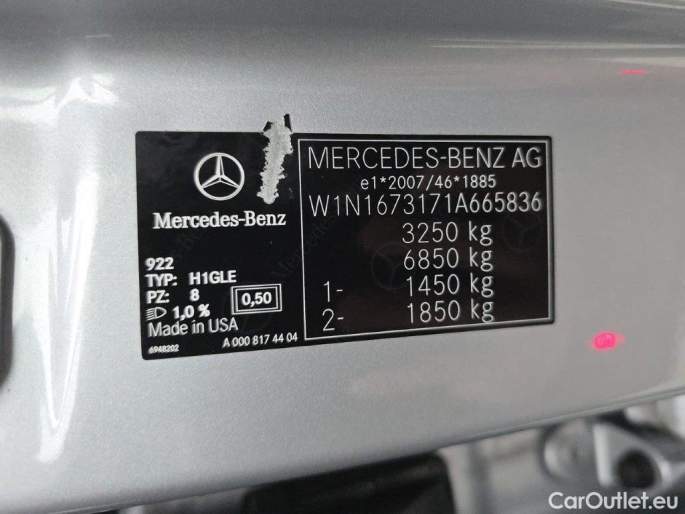 Mercedes-Benz
922
TYP: H1GLE
PZ: 8
0,50
1,0 %
Made in USA
6948202
A 000 817 44 04
MERCEDES-BENZ AG
e1*2007/46*1885
W1N1673171A665836
3250 kg
6850 kg
1- 1450 kg
2- 1850 kg
CarOutlet.eu